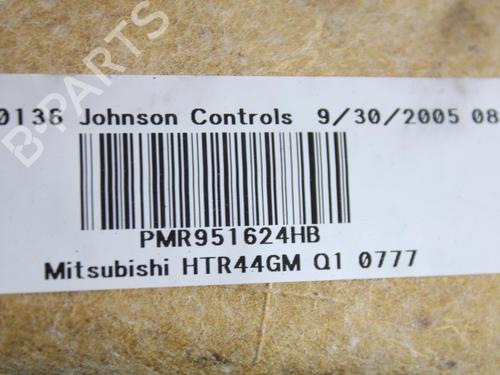 B-PARTS
0136 Johnson Controls 9/30/2005 08
PMR951624HB
Mitsubishi HTR44GM Q1 0777